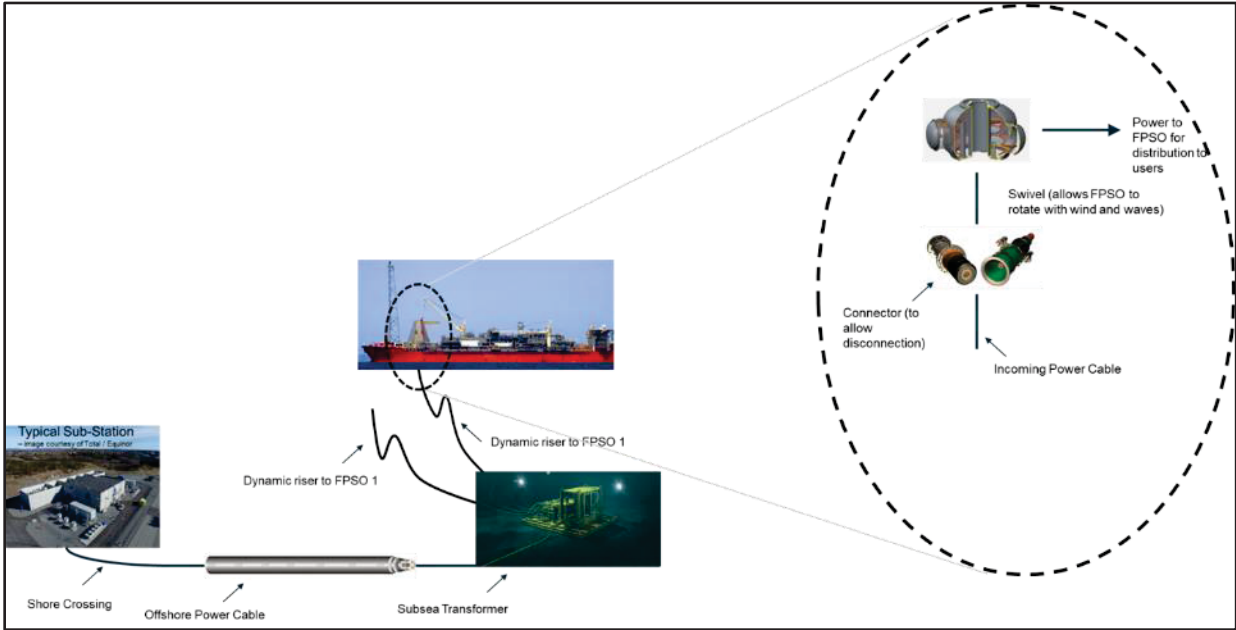 Power to
FPSO for
distribution to
users
Swivel (allows FPSO to
rotate with wind and waves)
Connector (to
allow
disconnection)
Incoming Power Cable
Typical Sub-Station
– image courtesy of Total / Equinor
Dynamic riser to FPSO 1
Dynamic riser to FPSO 1
Shore Crossing
Offshore Power Cable
Subsea Transformer